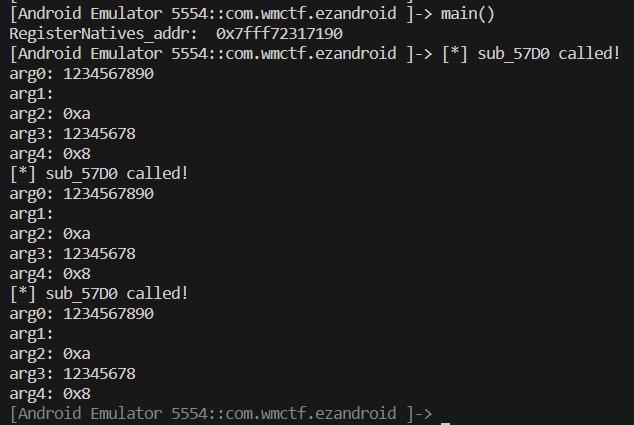 [Android Emulator 5554::com.wmctf.ezandroid ]-> main()
RegisterNatives_addr:  0x7fff72317190
[Android Emulator 5554::com.wmctf.ezandroid ]-> [*] sub_57D0 called!
arg0: 1234567890
arg1:
arg2: 0xa
arg3: 12345678
arg4: 0x8
[*] sub_57D0 called!
arg0: 1234567890
arg1:
arg2: 0xa
arg3: 12345678
arg4: 0x8
[*] sub_57D0 called!
arg0: 1234567890
arg1:
arg2: 0xa
arg3: 12345678
arg4: 0x8
[Android Emulator 5554::com.wmctf.ezandroid ]->